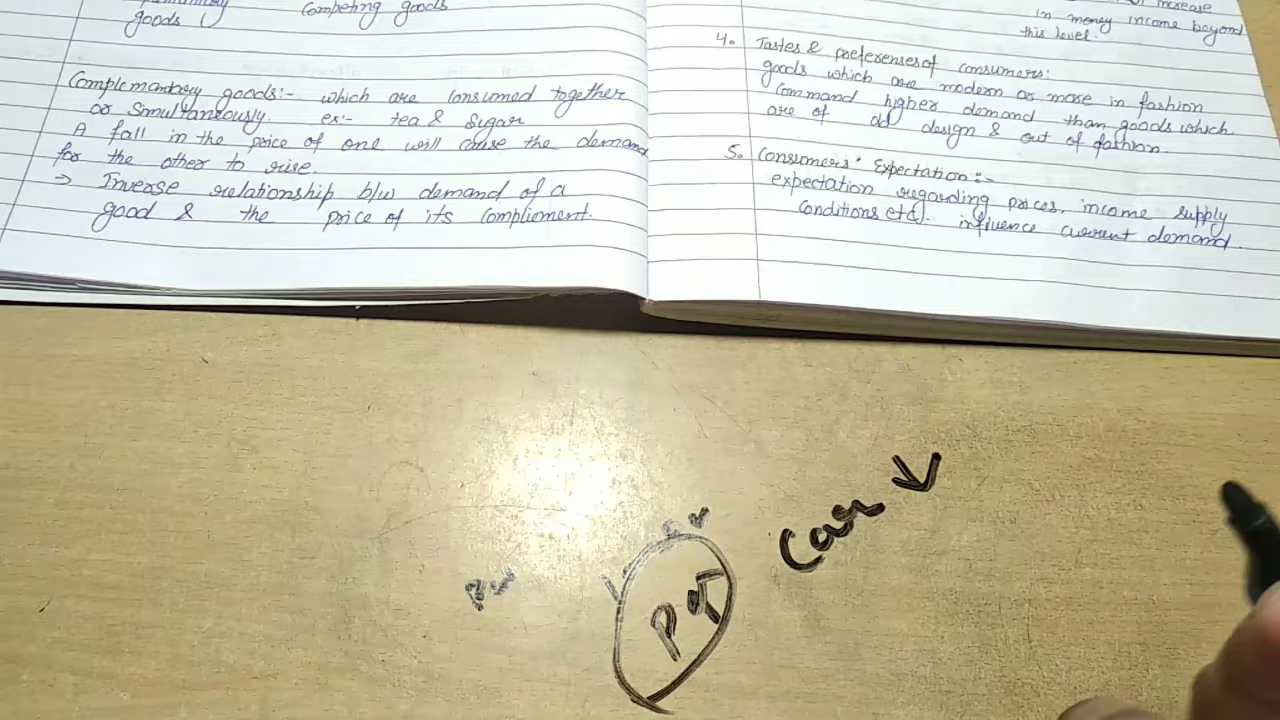 goods
Competing goods
Complemantary goods:- which are Consumed together
or Simultaneously. ex:- tea & Sugar
A fall in the price of one will cause the demand
for the other to rise.
⇒ Inverse relationship b/w demand of a
good & the price of its Complioment.
increase
in money income beyond
this level.
4. Tastes & preferenses of consumers:
goods which are modern or more in fashion
Command higher demand than goods which
are of old design & out of fashion.
5. Consumers' Expectation:-
expectation regarding prices, income supply
Conditions etc). influence current demand.
Car ↓